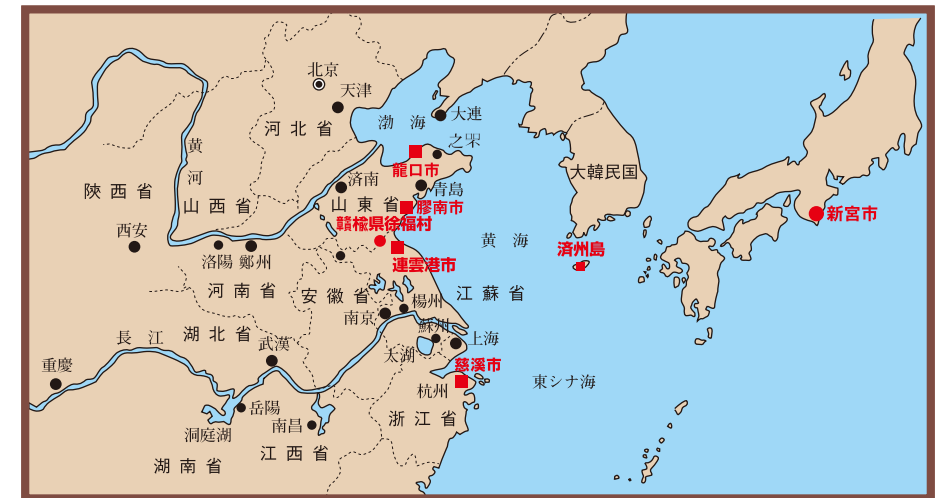 北京
天津
大連
渤海
河北省
之罘
黄河
龍口市
大韓民国
済南
青島
陝西省
山西省
山東省
膠南市
新宮市
贛楡県徐福村
西安
黄海
済州島
洛陽
鄭州
連雲港市
河南省
安徽省
江蘇省
揚州
南京
蘇州
長江
湖北省
武漢
上海
太湖
重慶
慈溪市
東シナ海
杭州
岳陽
浙江省
南昌
洞庭湖
江西省
湖南省